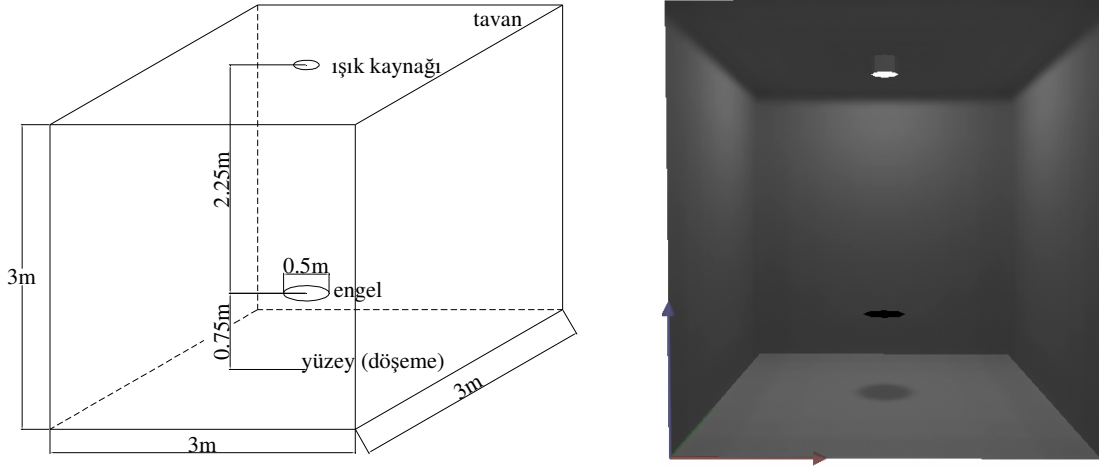 tavan
ışık kaynağı
2.25m
3m
0.5m
engel
0.75m
yüzey (döşeme)
3m
3m